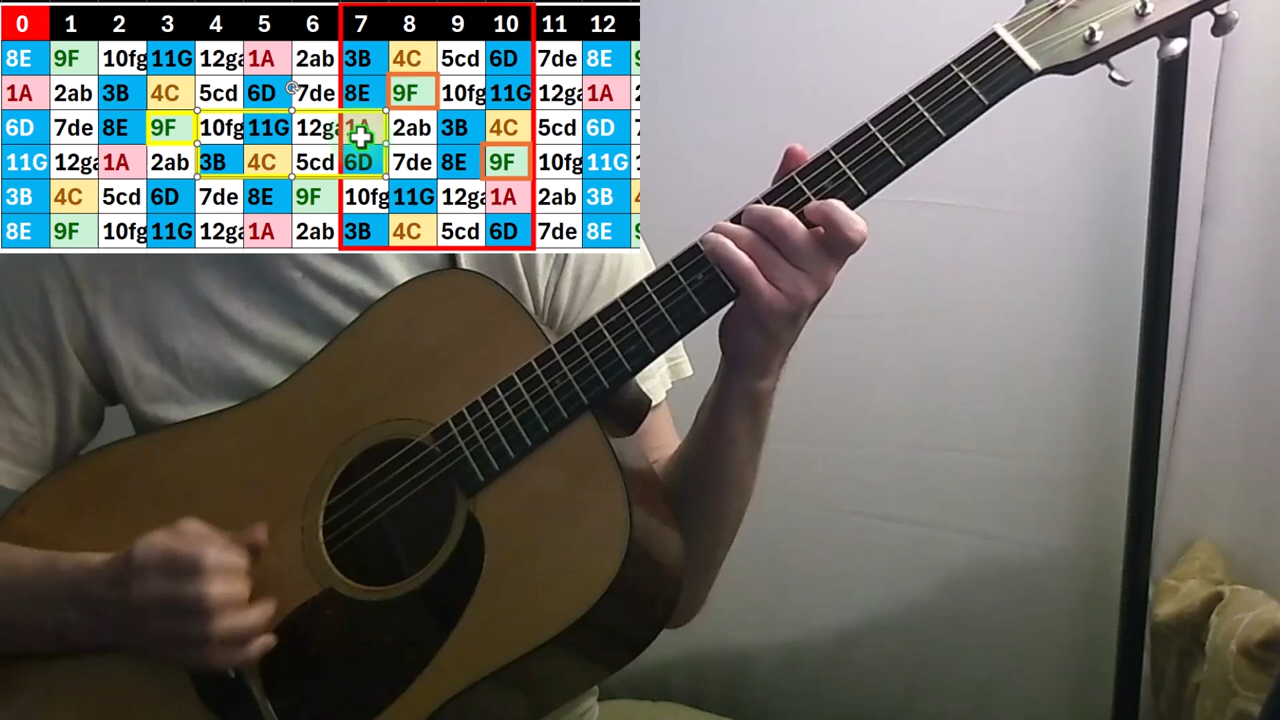 0 1 2 3 4 5 6 7 8 9 10 11 12
8E 9F 10fg 11G 12ga 1A 2ab 3B 4C 5cd 6D 7de 8E
1A 2ab 3B 4C 5cd 6D 7de 8E 9F 10fg 11G 12ga 1A
6D 7de 8E 9F 10fg 11G 12ga 1A 2ab 3B 4C 5cd 6D
11G 12ga 1A 2ab 3B 4C 5cd 6D 7de 8E 9F 10fg 11G
3B 4C 5cd 6D 7de 8E 9F 10fg 11G 12ga 1A 2ab 3B
8E 9F 10fg 11G 12ga 1A 2ab 3B 4C 5cd 6D 7de 8E